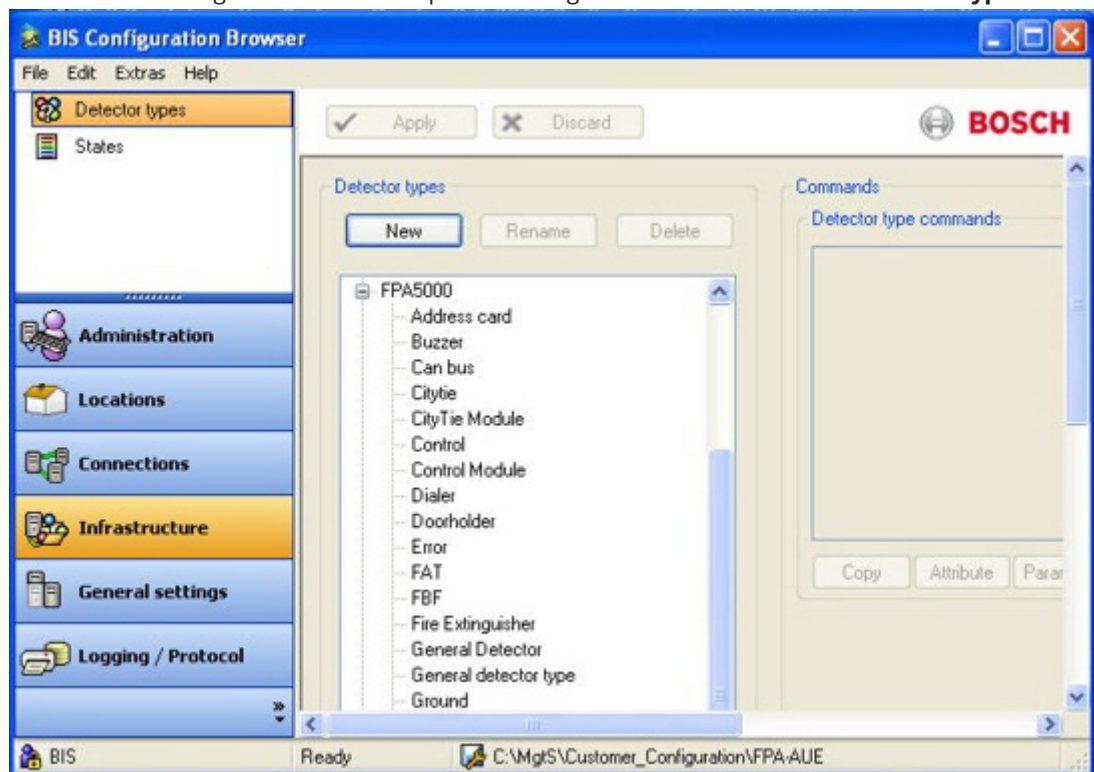 BIS Configuration Browser
File Edit Extras Help
Detector types
States
Administration
Locations
Connections
Infrastructure
General settings
Logging / Protocol
»
Apply
Discard
BOSCH
Detector types
New
Rename
Delete
FPA5000
Address card
Buzzer
Can bus
Citytie
CityTie Module
Control
Control Module
Dialer
Doorholder
Error
FAT
FBF
Fire Extinguisher
General Detector
General detector type
Ground
Commands
Detector type commands
Copy
Attribute
Parar
BIS
Ready
C:\MgtS\Customer_Configuration\FPA-AUE